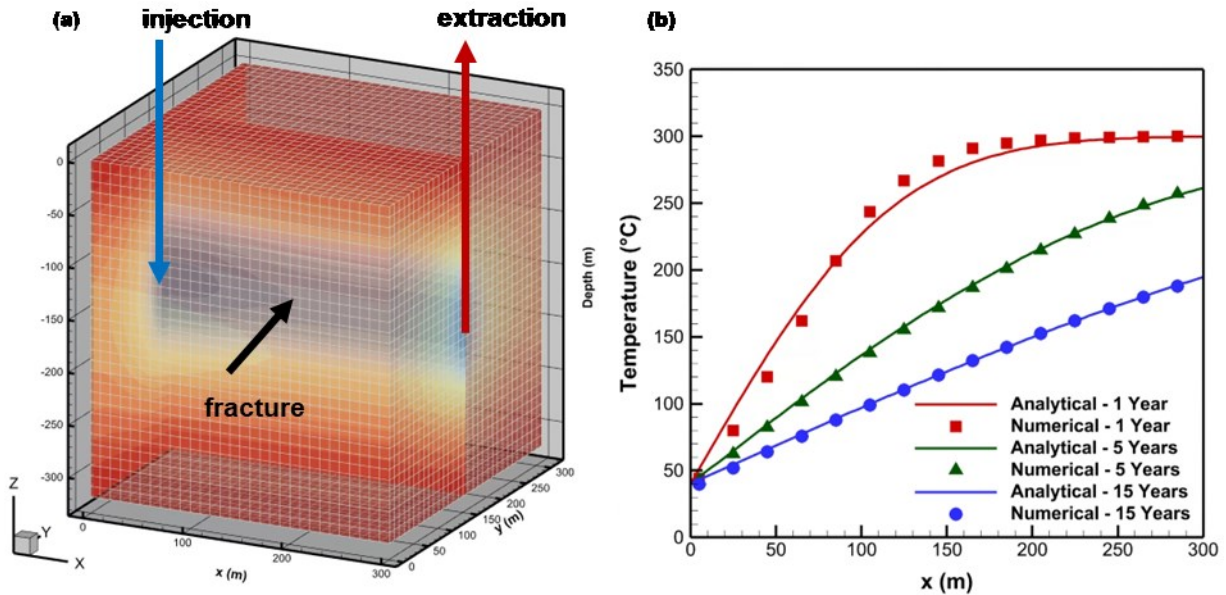 (a)
injection
extraction
0
-50
-100
-150
-200
-250
-300
Depth (m)
fracture
Z
Y
X
0
100
200
300
x (m)
0
50
100
150
200
250
300
y (m)
(b)
350
300
250
200
150
100
50
0
Temperature (°C)
Analytical - 1 Year
Numerical - 1 Year
Analytical - 5 Years
Numerical - 5 Years
Analytical - 15 Years
Numerical - 15 Years
0 50 100 150 200 250 300
x (m)